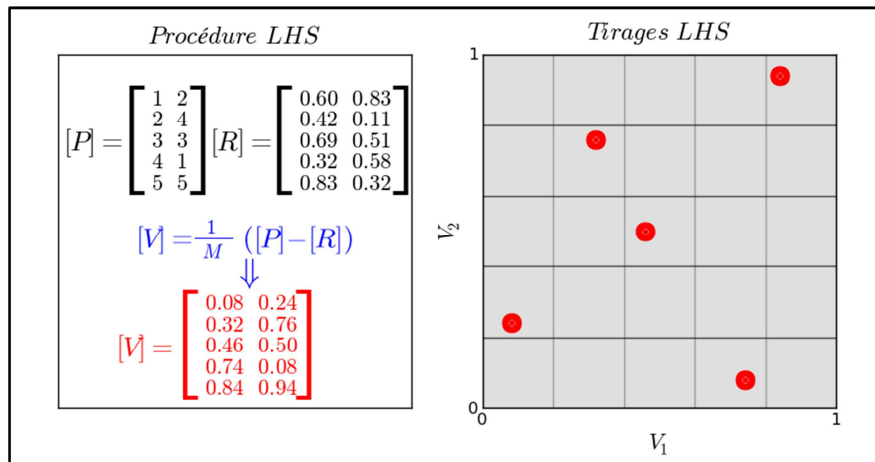 Procédure LHS
[P] = [1 2
2 4
3 3
4 1
5 5] [R] = [0.60 0.83
0.42 0.11
0.69 0.51
0.32 0.58
0.83 0.32]
[V] = 1/M ([P]−[R])
⇓
[V] = [0.08 0.24
0.32 0.76
0.46 0.50
0.74 0.08
0.84 0.94]
Tirages LHS
1
V₂
0
0 1
V₁